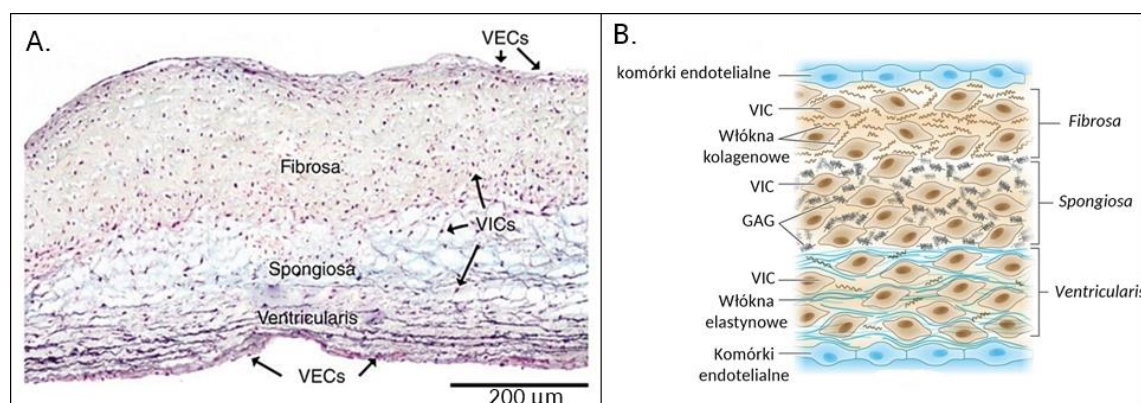 A.
VECs
Fibrosa
VICs
Spongiosa
Ventricularis
VECs
200 µm
B.
komórki endotelialne
VIC
Włókna
kolagenowe
VIC
GAG
VIC
Włókna
elastynowe
Komórki
endotelialne
Fibrosa
Spongiosa
Ventricularis